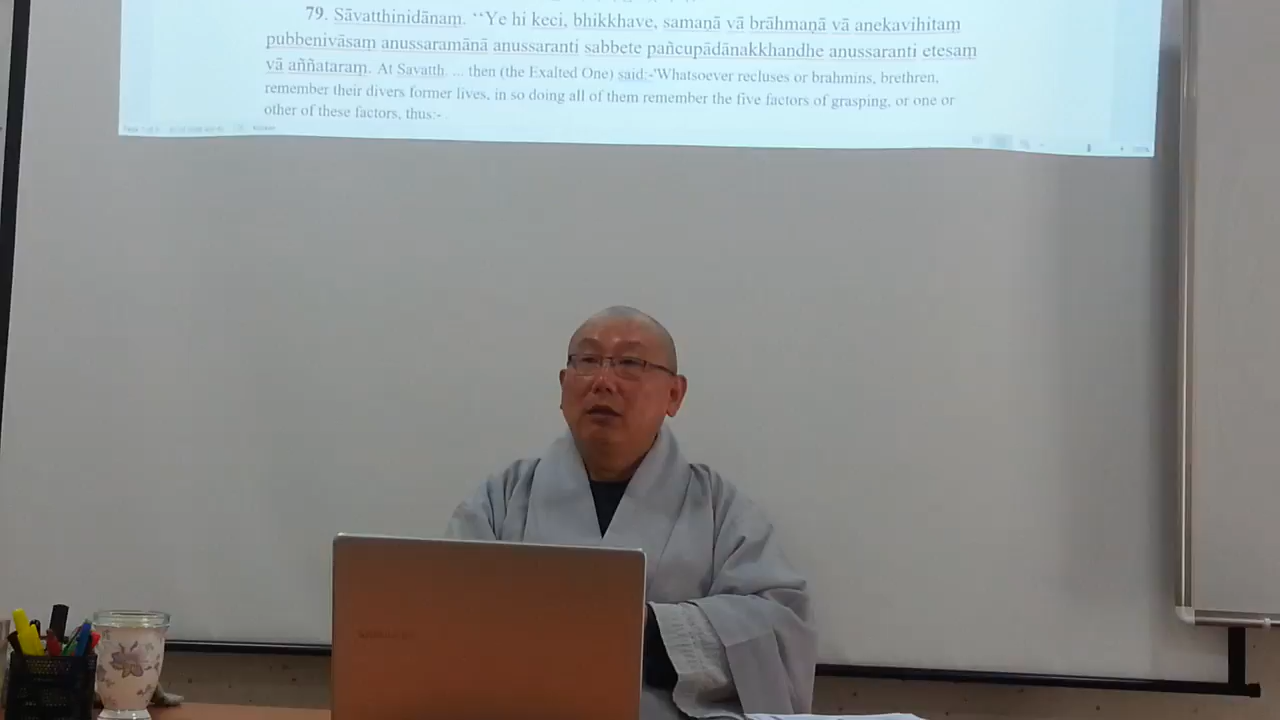 79. Sāvatthinidānaṃ. “Ye hi keci, bhikkhave, samaṇā vā brāhmaṇā vā anekavihitaṃ
pubbenivāsaṃ anussaramānā anussaranti sabbete pañcupādānakkhandhe anussaranti etesaṃ
vā aññataraṃ. At Savatth. ... then (the Exalted One) said:-'Whatsoever recluses or brahmins, brethren,
remember their divers former lives, in so doing all of them remember the five factors of grasping, or one or
other of these factors, thus:-